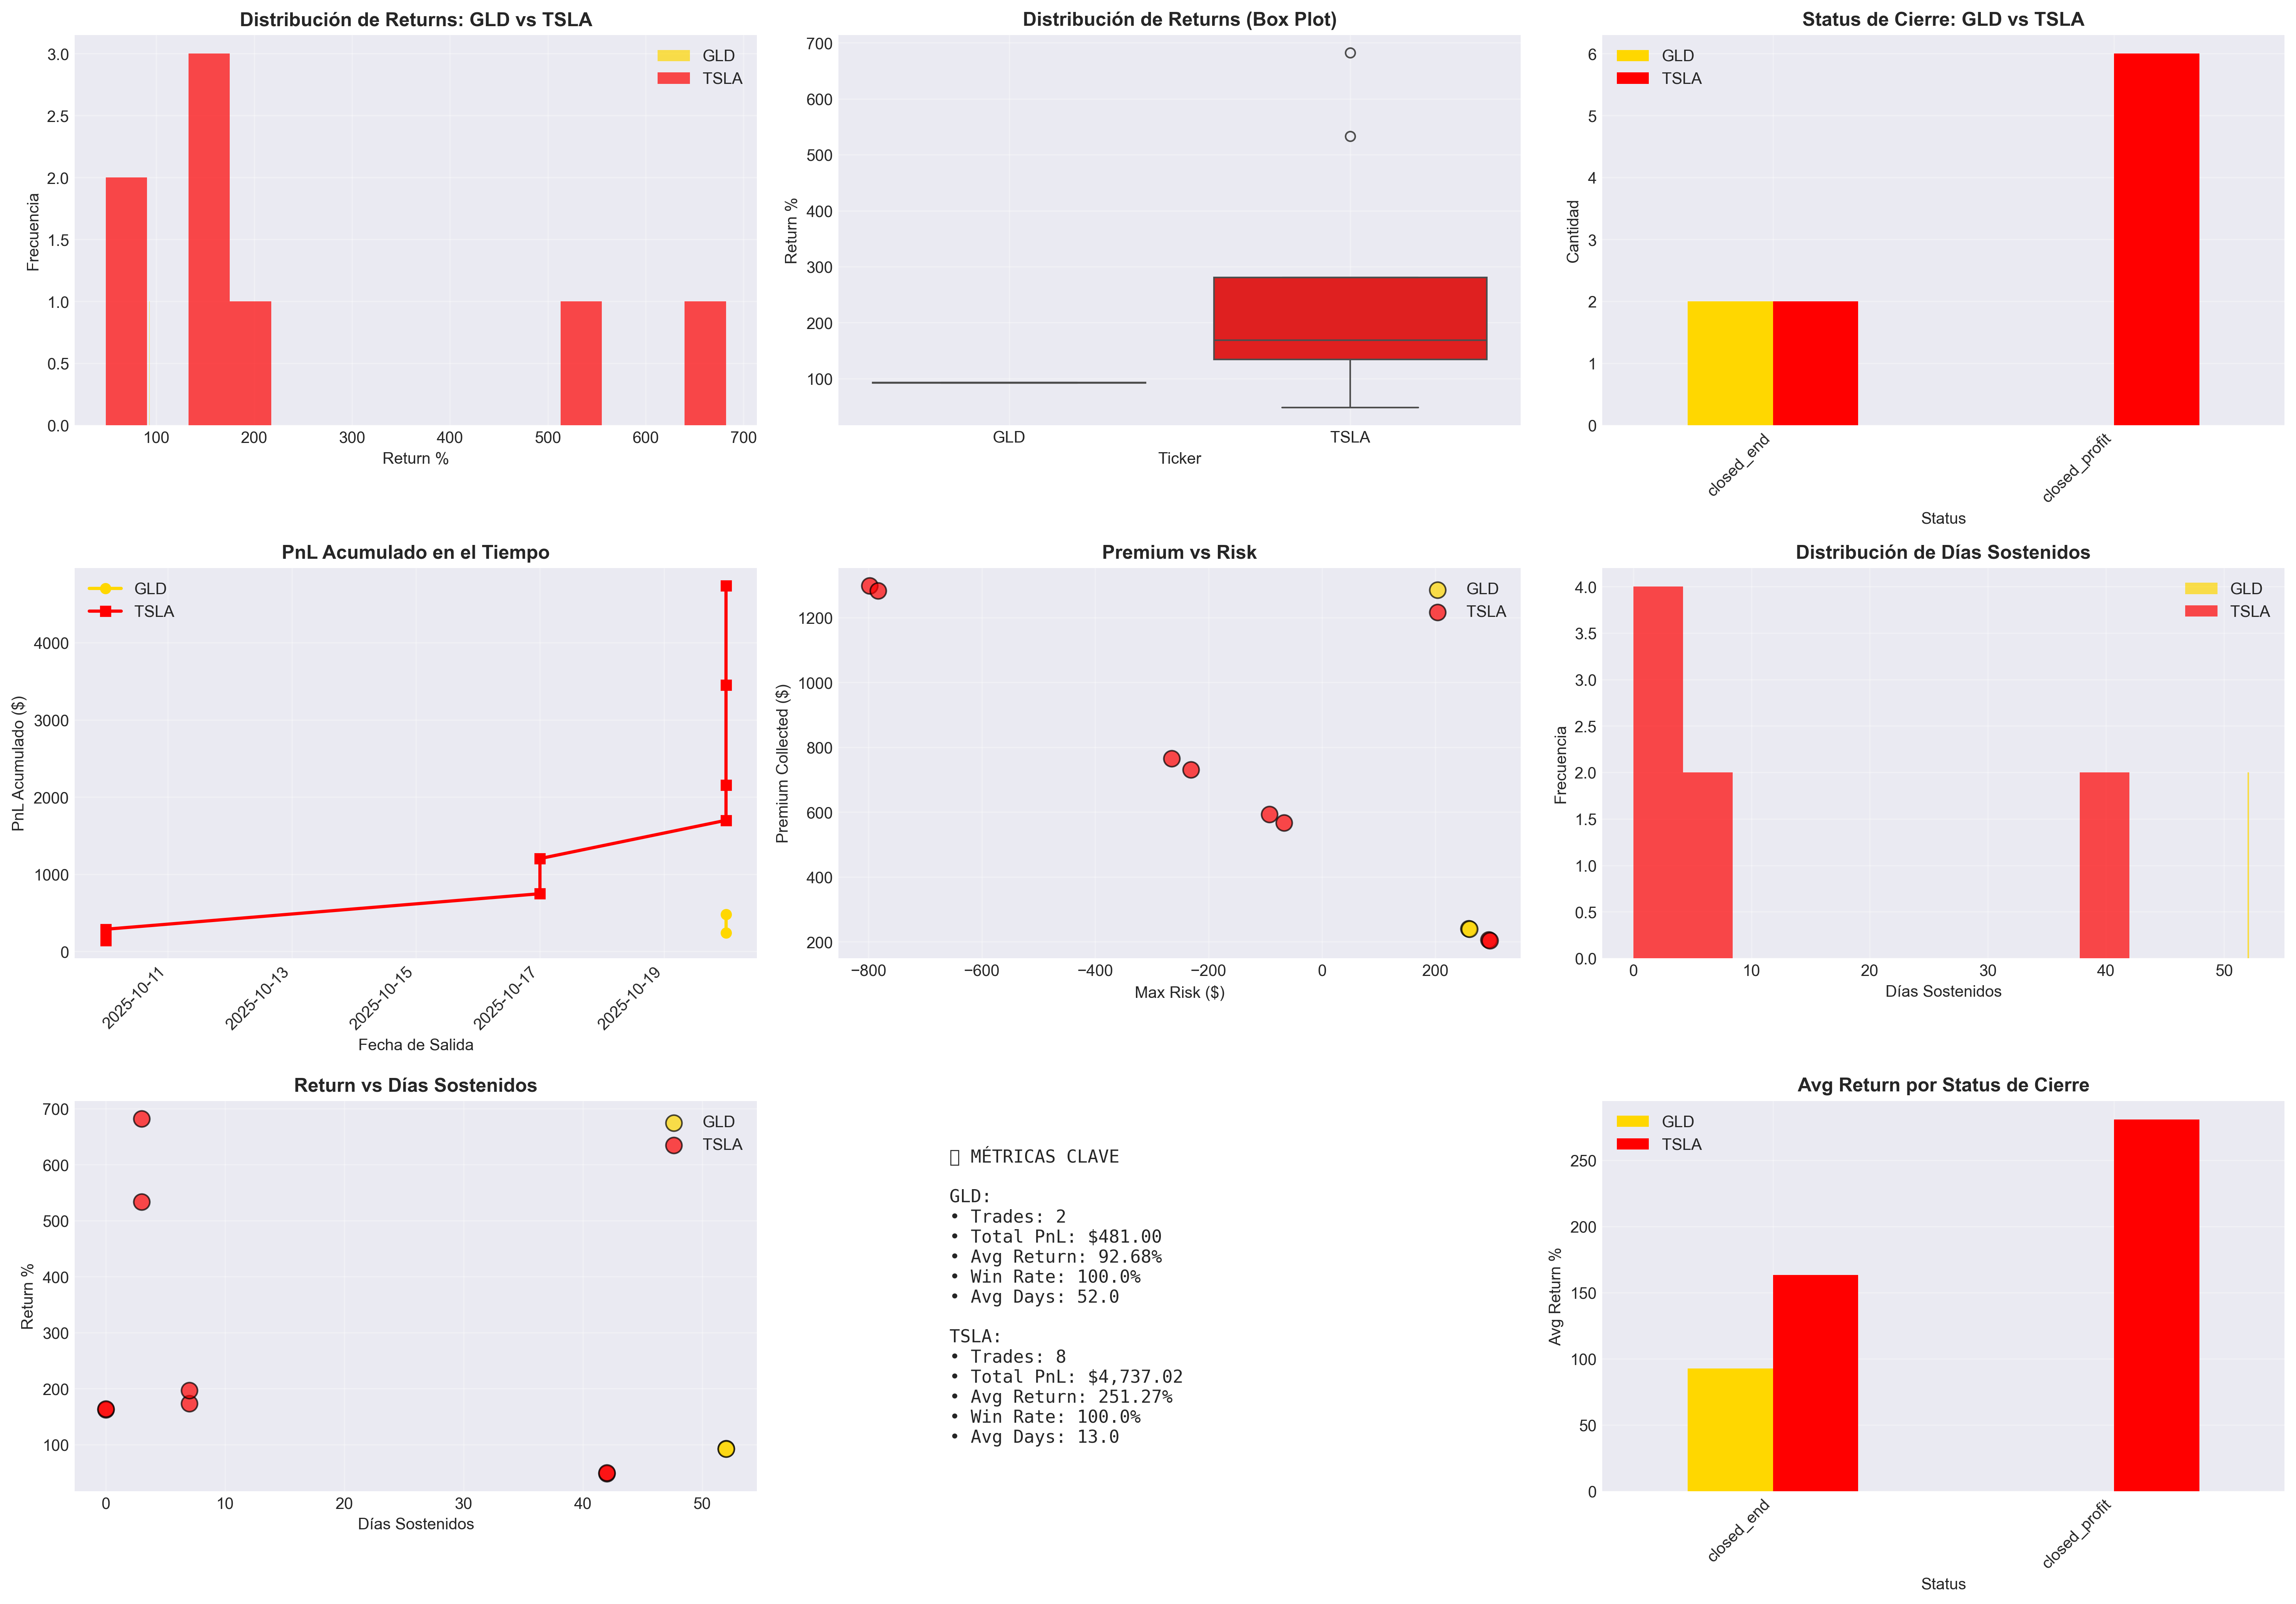 Distribución de Returns: GLD vs TSLA
GLD
TSLA
3.0
2.5
2.0
1.5
1.0
0.5
0.0
Frecuencia
100 200 300 400 500 600 700
Return %
Distribución de Returns (Box Plot)
700
600
500
400
300
200
100
Return %
GLD TSLA
Ticker
Status de Cierre: GLD vs TSLA
GLD
TSLA
6
5
4
3
2
1
0
Cantidad
closed_end closed_profit
Status
PnL Acumulado en el Tiempo
GLD
TSLA
4000
3000
2000
1000
0
PnL Acumulado ($)
2025-10-11 2025-10-13 2025-10-15 2025-10-17 2025-10-19
Fecha de Salida
Premium vs Risk
GLD
TSLA
1200
1000
800
600
400
200
Premium Collected ($)
−800 −600 −400 −200 0 200
Max Risk ($)
Distribución de Días Sostenidos
GLD
TSLA
4.0
3.5
3.0
2.5
2.0
1.5
1.0
0.5
0.0
Frecuencia
0 10 20 30 40 50
Días Sostenidos
Return vs Días Sostenidos
GLD
TSLA
700
600
500
400
300
200
100
Return %
0 10 20 30 40 50
Días Sostenidos
MÉTRICAS CLAVE
GLD:
• Trades: 2
• Total PnL: $481.00
• Avg Return: 92.68%
• Win Rate: 100.0%
• Avg Days: 52.0
TSLA:
• Trades: 8
• Total PnL: $4,737.02
• Avg Return: 251.27%
• Win Rate: 100.0%
• Avg Days: 13.0
Avg Return por Status de Cierre
GLD
TSLA
250
200
150
100
50
0
Avg Return %
closed_end closed_profit
Status